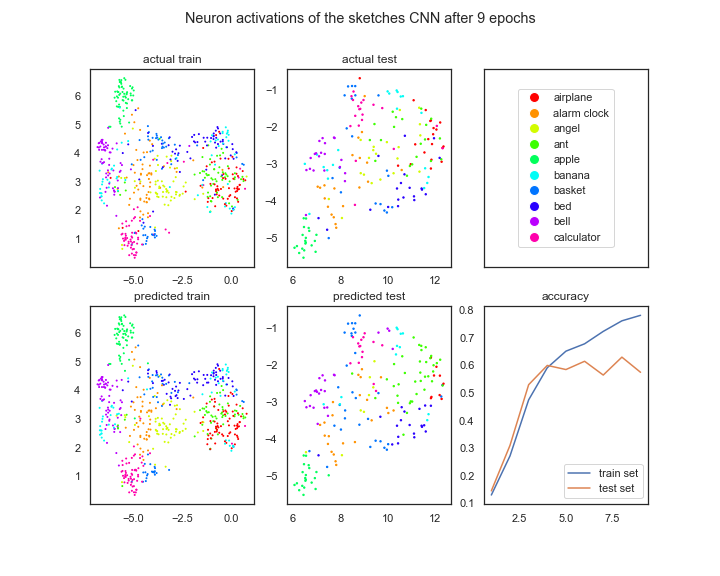 Neuron activations of the sketches CNN after 9 epochs
actual train
6
5
4
3
2
1
−5.0
−2.5
0.0
actual test
−1
−2
−3
−4
−5
6
8
10
12
airplane
alarm clock
angel
ant
apple
banana
basket
bed
bell
calculator
predicted train
6
5
4
3
2
1
−5.0
−2.5
0.0
predicted test
−1
−2
−3
−4
−5
6
8
10
12
accuracy
0.8
0.7
0.6
0.5
0.4
0.3
0.2
0.1
train set
test set
2.5
5.0
7.5